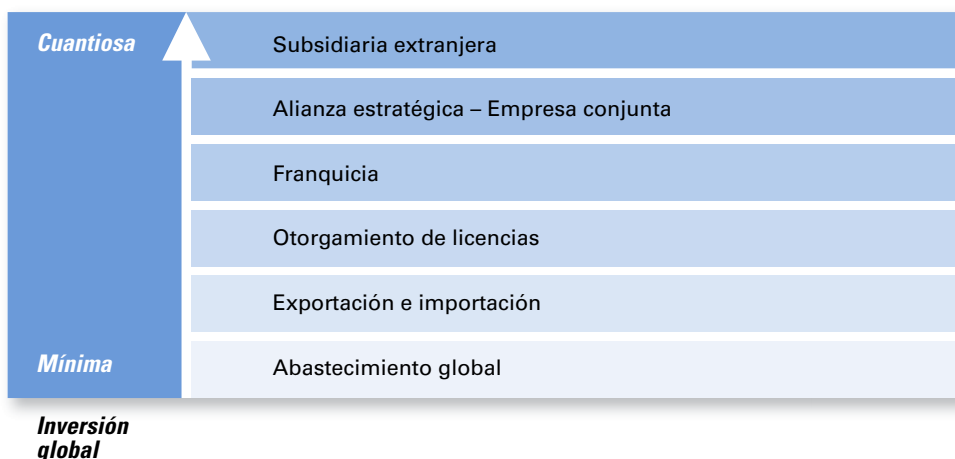 Cuantiosa
Subsidiaria extranjera
Alianza estratégica – Empresa conjunta
Franquicia
Otorgamiento de licencias
Exportación e importación
Mínima
Abastecimiento global
Inversión
global